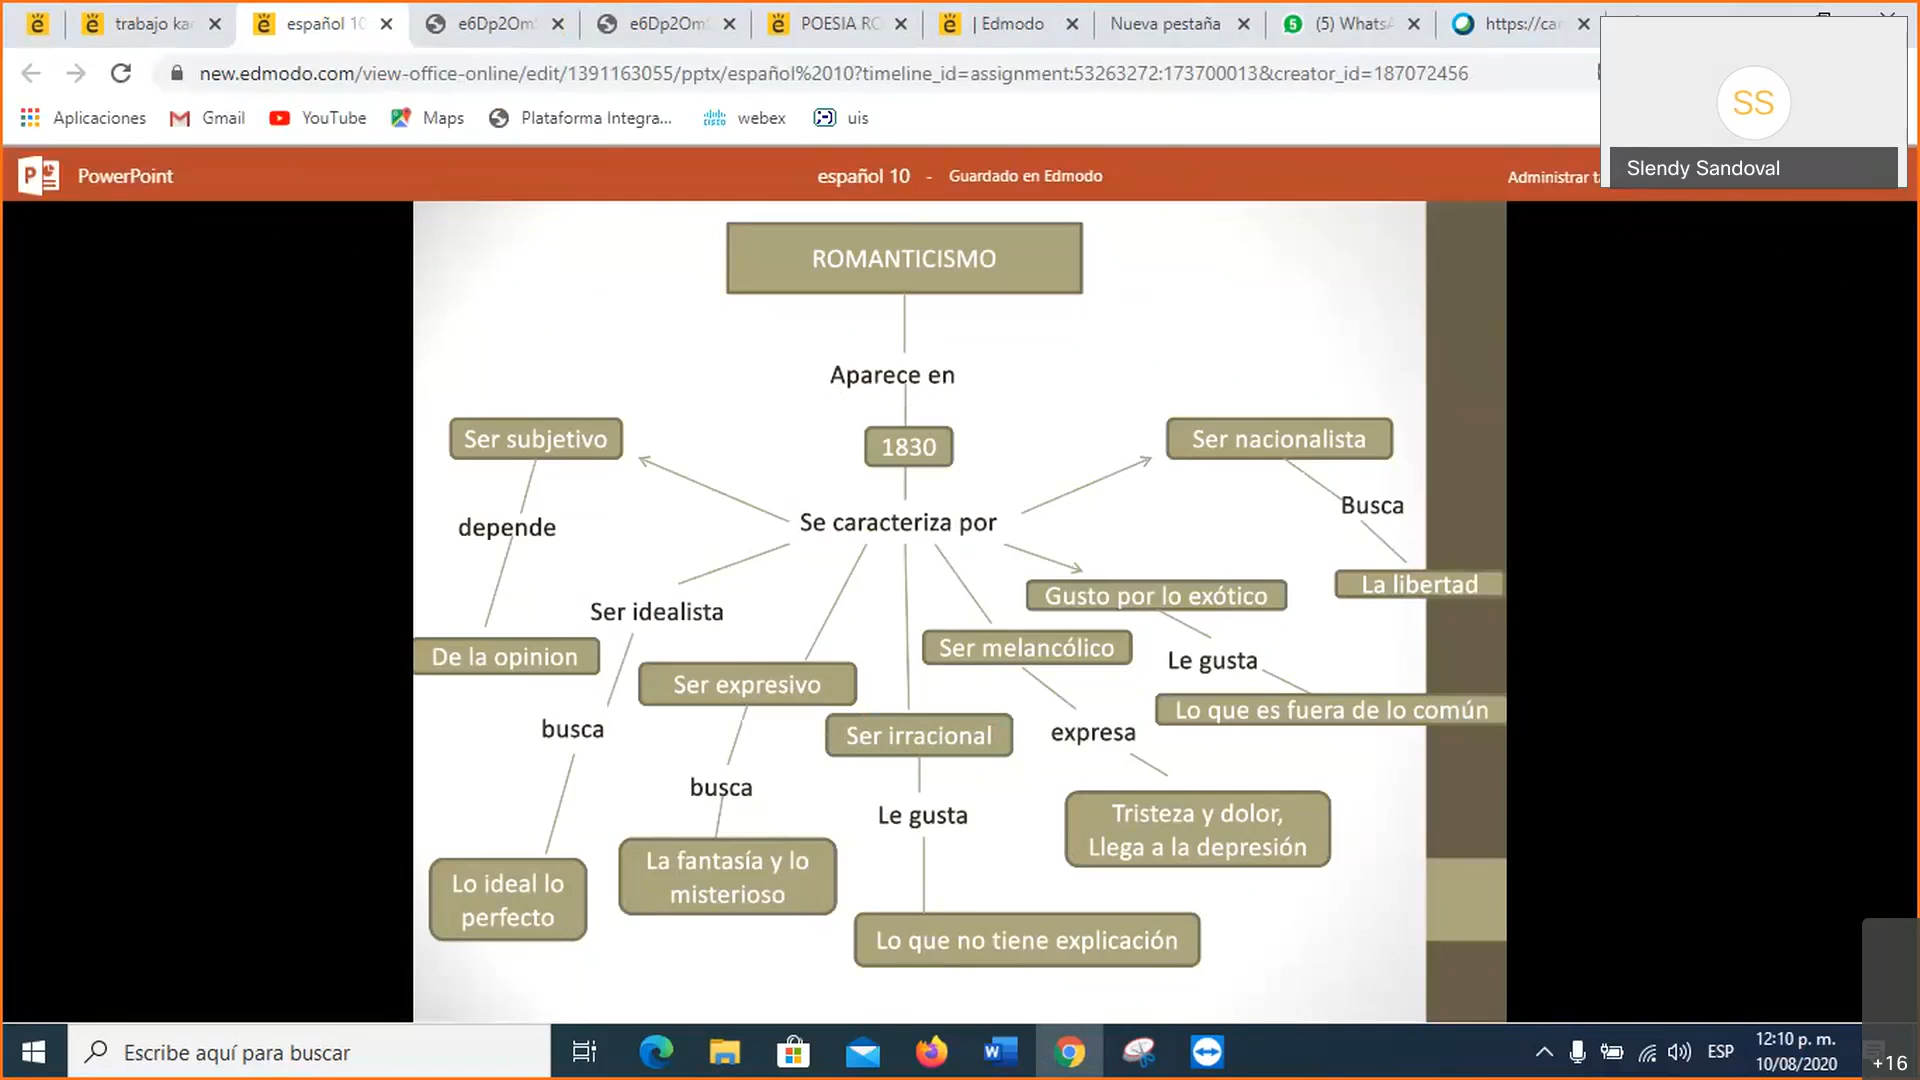 trabajo ka
español 10
e6Dp2Om
e6Dp2Om
POESIA RO
| Edmodo
Nueva pestaña
(5) WhatsA
https://ca
new.edmodo.com/view-office-online/edit/1391163055/pptx/español%2010?timeline_id=assignment:53263272:173700013&creator_id=187072456
SS
Slendy Sandoval
Aplicaciones
Gmail
YouTube
Maps
Plataforma Integra...
webex
uis
PowerPoint
español 10 - Guardado en Edmodo
Administrar t
ROMANTICISMO
Aparece en
1830
Ser subjetivo
Ser nacionalista
Se caracteriza por
Busca
depende
La libertad
Gusto por lo exótico
Ser idealista
Ser melancólico
De la opinion
Le gusta
Ser expresivo
Lo que es fuera de lo común
busca
Ser irracional
expresa
busca
Le gusta
Tristeza y dolor,
Llega a la depresión
La fantasía y lo
misterioso
Lo ideal lo
perfecto
Lo que no tiene explicación
Escribe aquí para buscar
ESP
12:10 p. m.
10/08/2020
+16